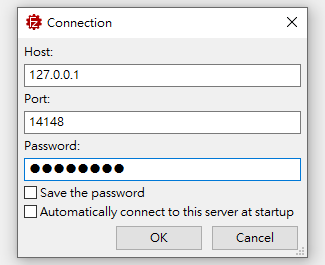 Connection
Host:
127.0.0.1
Port:
14148
Password:
●●●●●●●●
Save the password
Automatically connect to this server at startup
OK Cancel